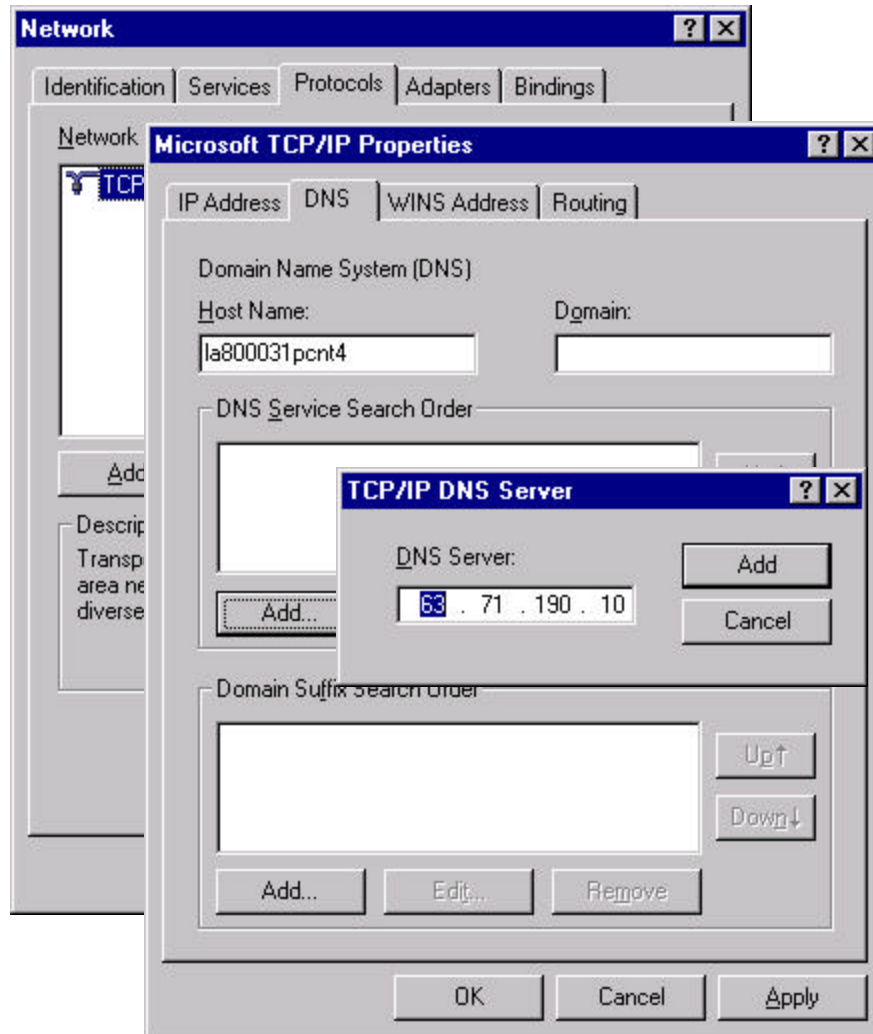 Network
Identification Services Protocols Adapters Bindings
Network
TCP
Microsoft TCP/IP Properties
IP Address DNS WINS Address Routing
Domain Name System (DNS)
Host Name: Domain:
la800031pcnt4
DNS Service Search Order
Add
TCP/IP DNS Server
DNS Server:
63 . 71 . 190 . 10
Add
Cancel
Descrip
Transp
area ne
diverse
Add...
Domain Suffix Search Order
Up↑
Down↓
Add... Edit... Remove
OK Cancel Apply